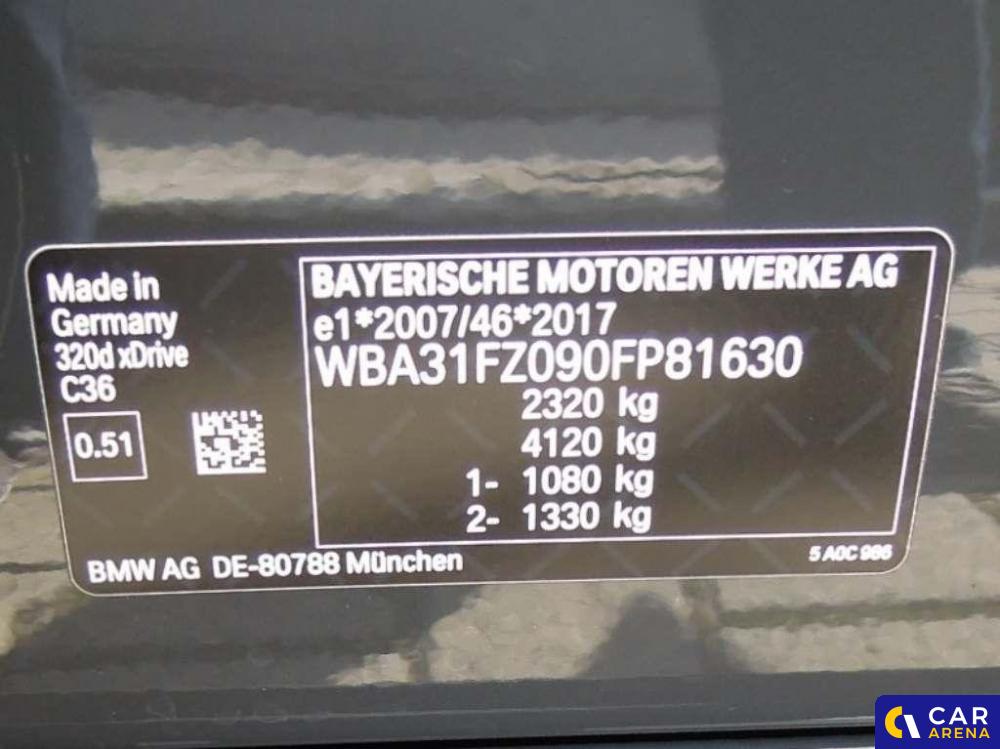 Made in
Germany
320d xDrive
C36
0.51
BAYERISCHE MOTOREN WERKE AG
e1*2007/46*2017
WBA31FZ090FP81630
2320 kg
4120 kg
1- 1080 kg
2- 1330 kg
BMW AG DE-80788 München
5 A0C 986
CAR
ARENA